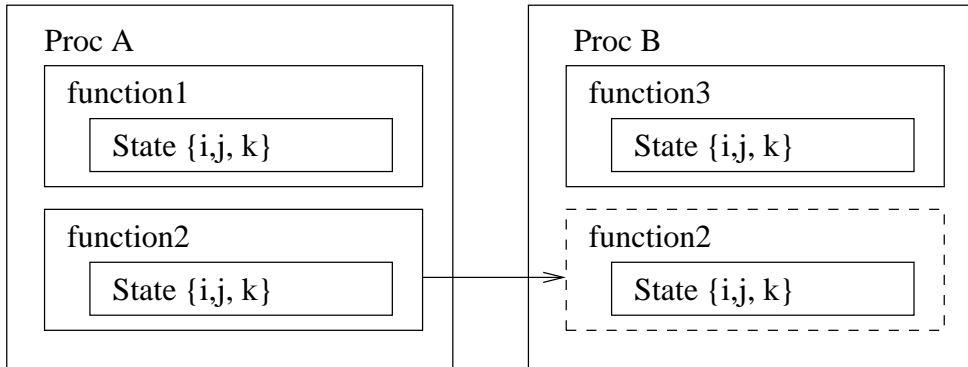 Proc A
function1
State {i,j, k}
function2
State {i,j, k}
Proc B
function3
State {i,j, k}
function2
State {i,j, k}